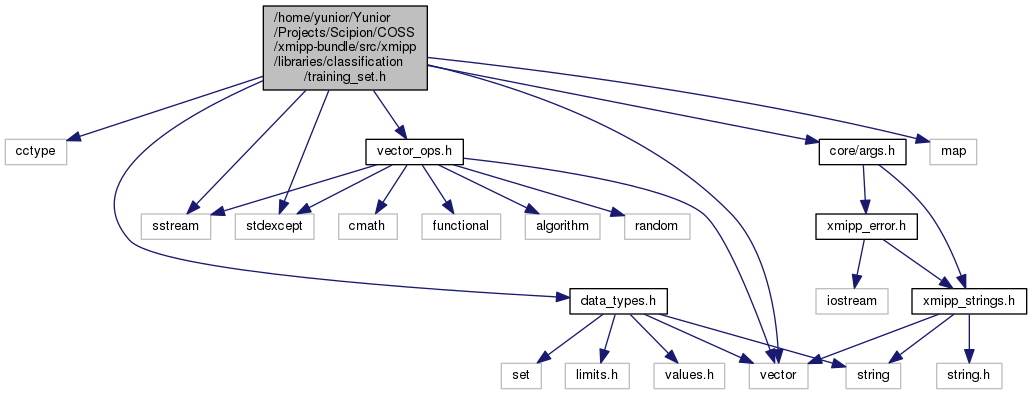 /home/yunior/Yunior
/Projects/Scipion/COSS
/xmipp-bundle/src/xmipp
/libraries/classification
/training_set.h
cctype
vector_ops.h
core/args.h
map
sstream
stdexcept
cmath
functional
algorithm
random
xmipp_error.h
data_types.h
iostream
xmipp_strings.h
set
limits.h
values.h
vector
string
string.h